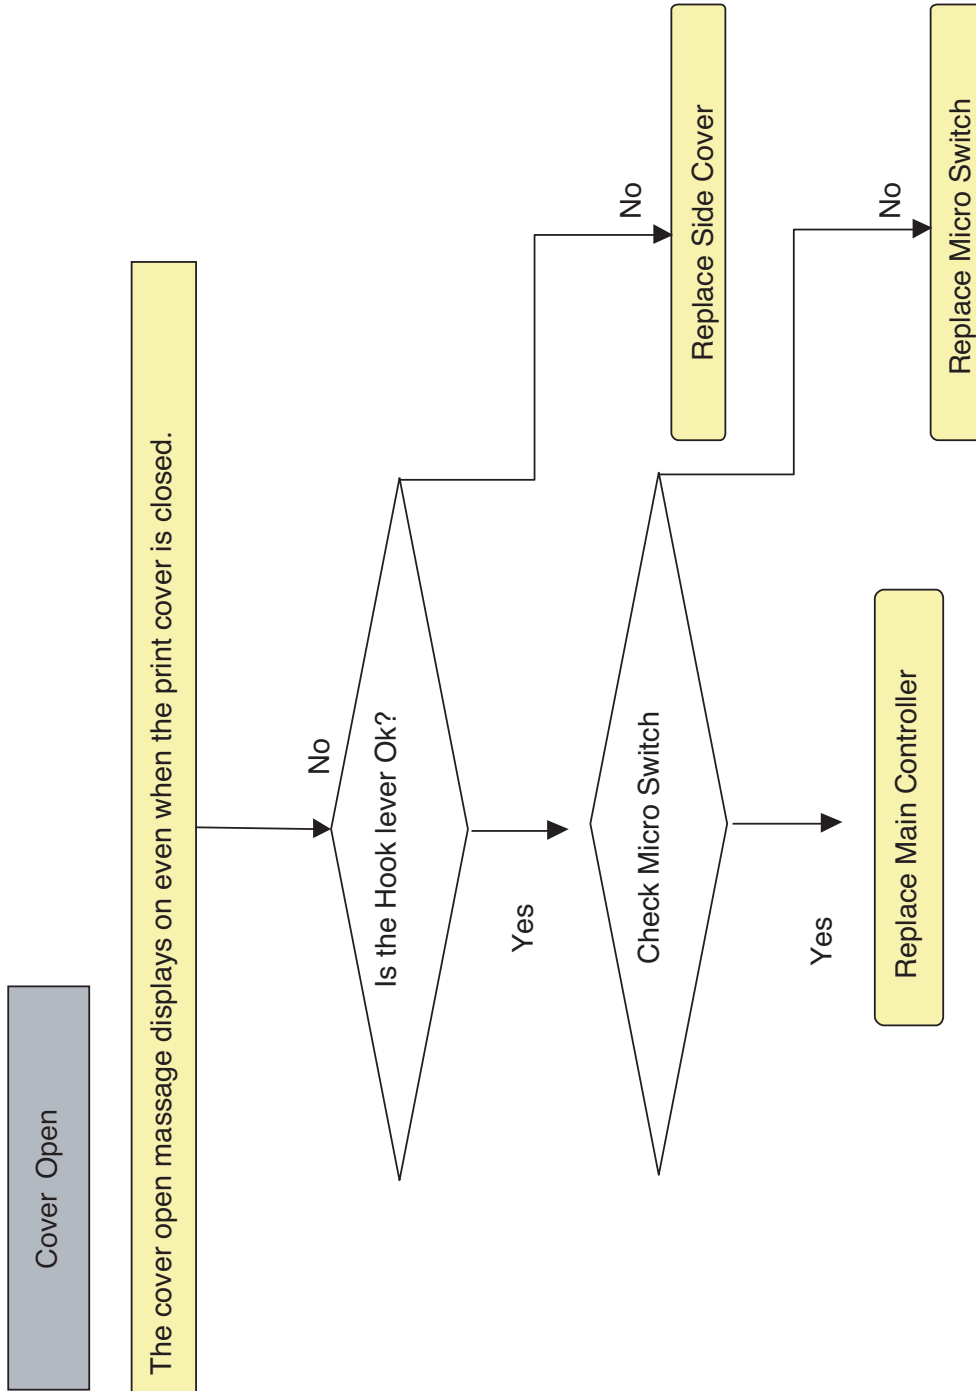 Cover Open
The cover open massage displays on even when the print cover is closed.
No
Is the Hook lever Ok?
No
Yes
Replace Side Cover
Check Micro Switch
No
Yes
Replace Main Controller
Replace Micro Switch